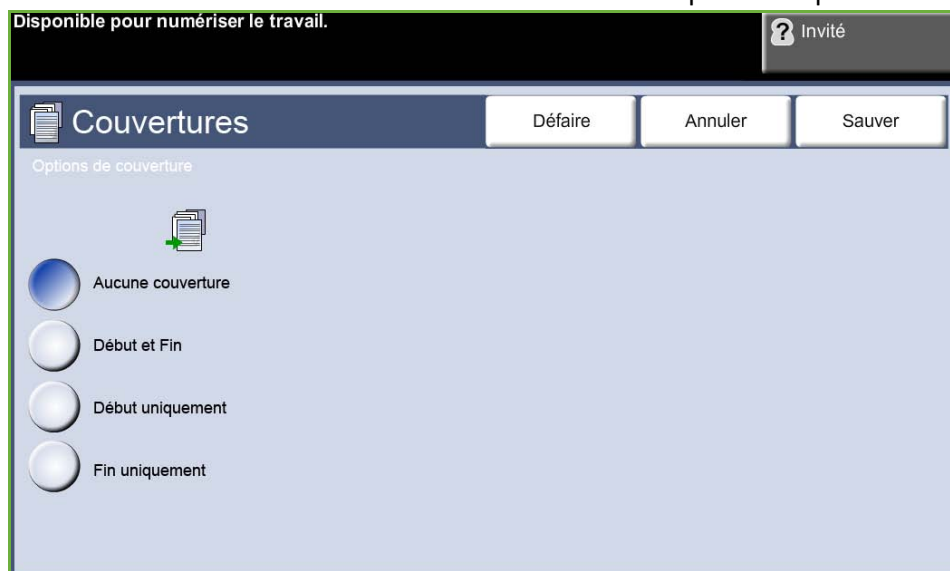 Disponible pour numériser le travail.
? Invité
Couvertures
Défaire
Annuler
Sauver
Options de couverture
Aucune couverture
Début et Fin
Début uniquement
Fin uniquement